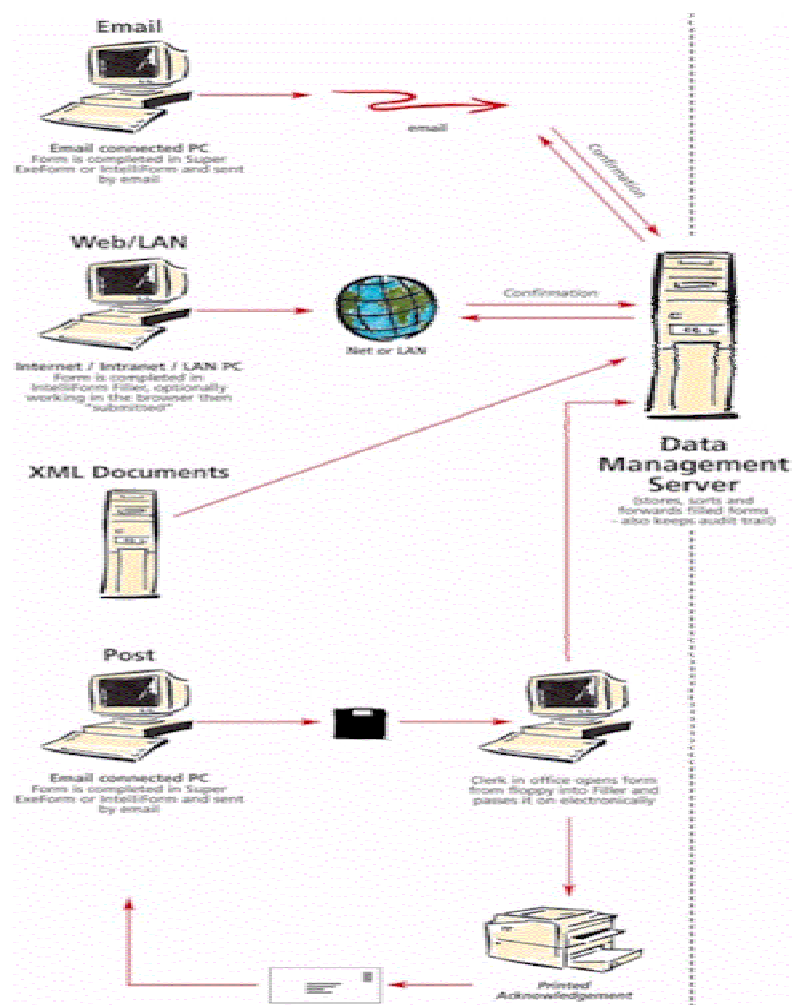 Email
email
Email connected PC
Form is completed in Super
ExeForm or IntelliForm and sent
by email
Confirmation
Web/LAN
Confirmation
Net or LAN
Internet / Intranet / LAN PC
Form is completed in
IntelliForm Filler, optionally
working in the browser then
"submitted"
Data
Management
Server
(stores, sorts and
forwards filled forms
- also keeps audit trail)
XML Documents
Post
Email connected PC
Form is completed in Super
ExeForm or IntelliForm and sent
by email
Clerk in office opens form
from floppy into Filler and
passes it on electronically
Printed
Acknowledgement